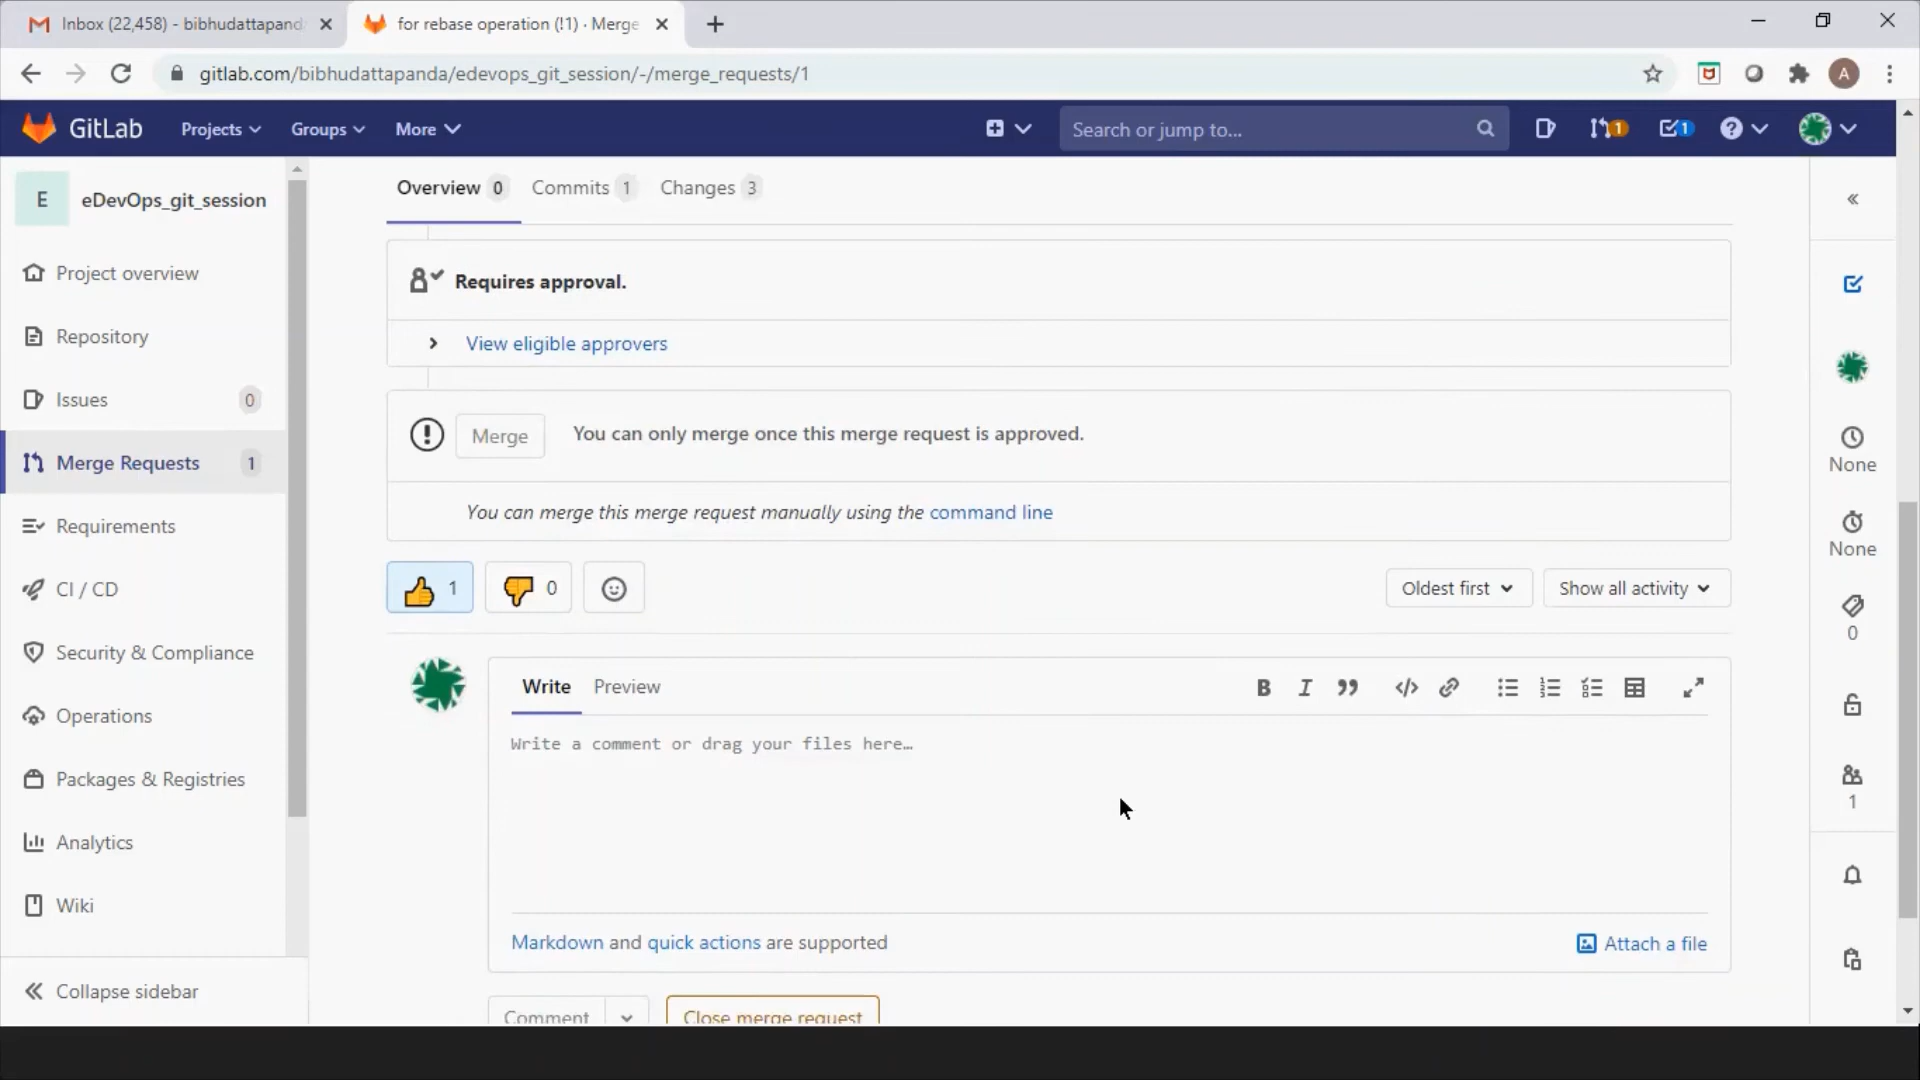 Inbox (22,458) - bibhudattapand
for rebase operation (!1) · Merge
gitlab.com/bibhudattapanda/edevops_git_session/-/merge_requests/1
A
GitLab
Projects
Groups
More
Search or jump to...
1
1
E
eDevOps_git_session
Project overview
Repository
Issues 0
Merge Requests 1
Requirements
CI / CD
Security & Compliance
Operations
Packages & Registries
Analytics
Wiki
Collapse sidebar
Overview 0 Commits 1 Changes 3
Requires approval.
View eligible approvers
Merge You can only merge once this merge request is approved.
You can merge this merge request manually using the command line
1 0
Oldest first Show all activity
Write Preview
Write a comment or drag your files here…
Markdown and quick actions are supported
Attach a file
Comment Close merge request
None
None
0
1